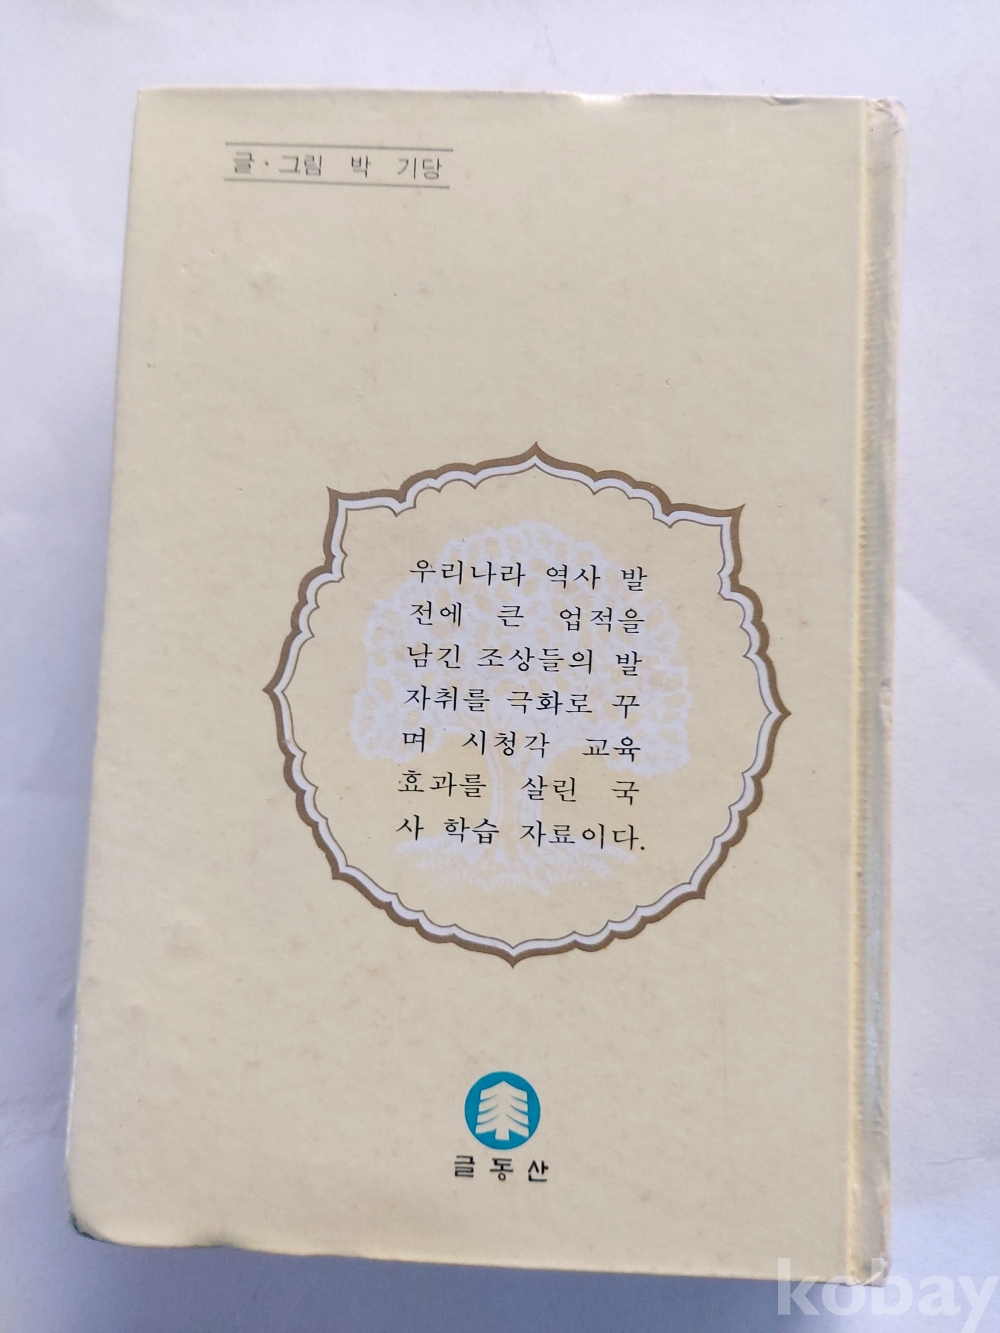 글·그림 박 기당
우리나라 역사 발
전에 큰 업적을
남긴 조상들의 발
자취를 극화로 꾸
며 시청각 교육
효과를 살린 국
사 학습 자료이다.
글동산
kobay